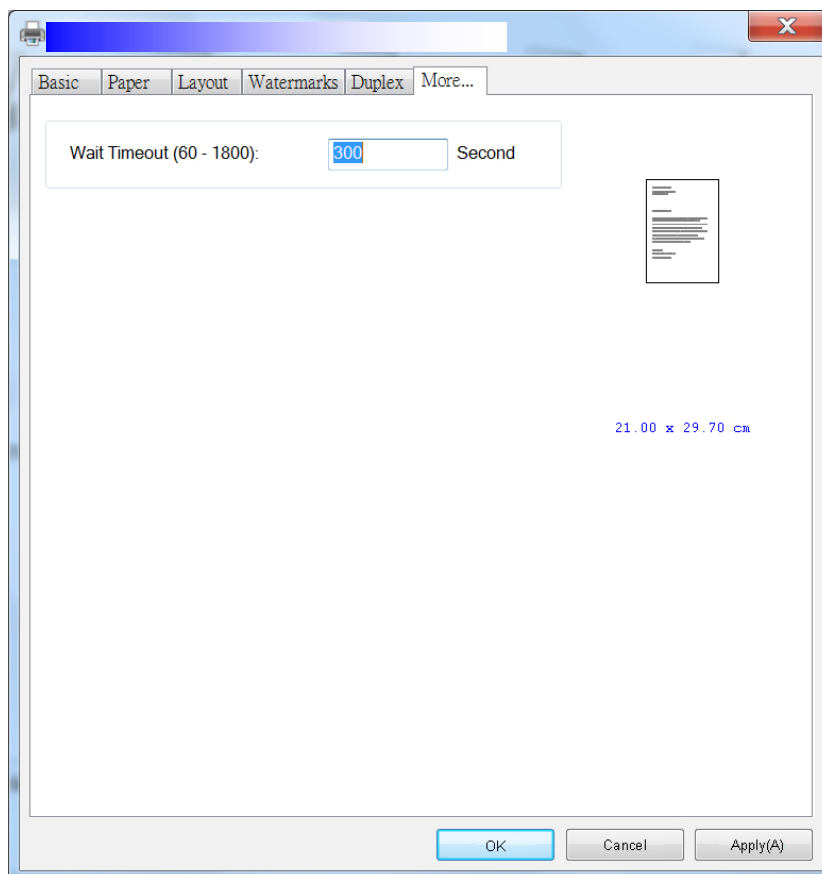 Basic Paper Layout Watermarks Duplex More...
Wait Timeout (60 - 1800): 300 Second
21.00 x 29.70 cm
OK Cancel Apply(A)